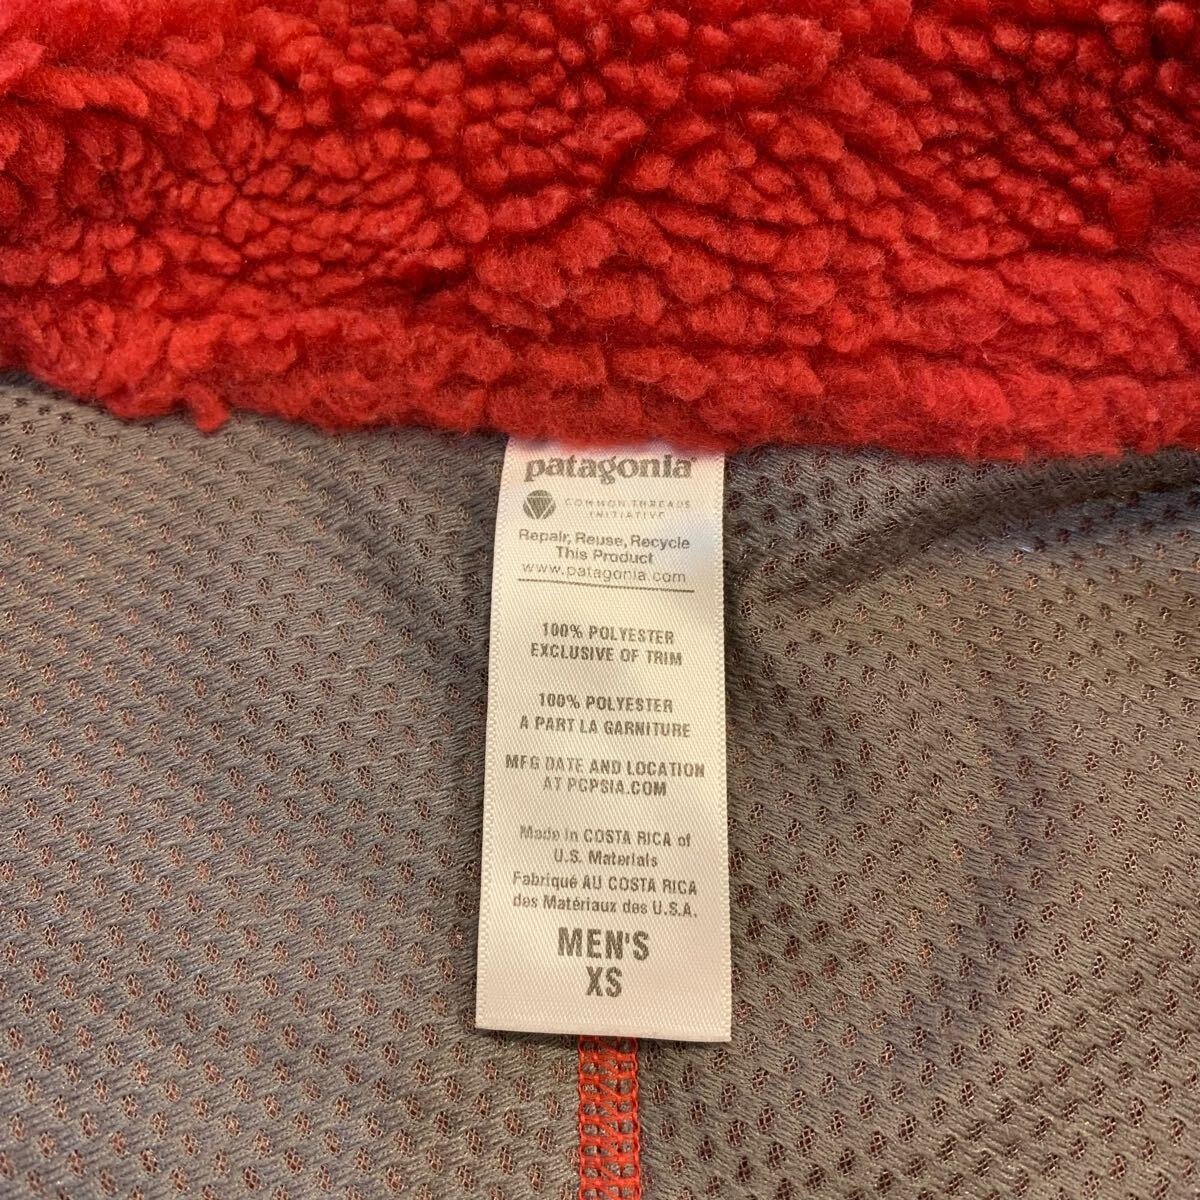 patagonia
COMMON THREADS
INITIATIVE
Repair, Reuse, Recycle
This Product
www.patagonia.com
100% POLYESTER
EXCLUSIVE OF TRIM
100% POLYESTER
A PART LA GARNITURE
MFG DATE AND LOCATION
AT PCPSIA.COM
Made in COSTA RICA of
U.S. Materials
Fabriqué AU COSTA RICA
des Matériaux des U.S.A.
MEN'S
XS